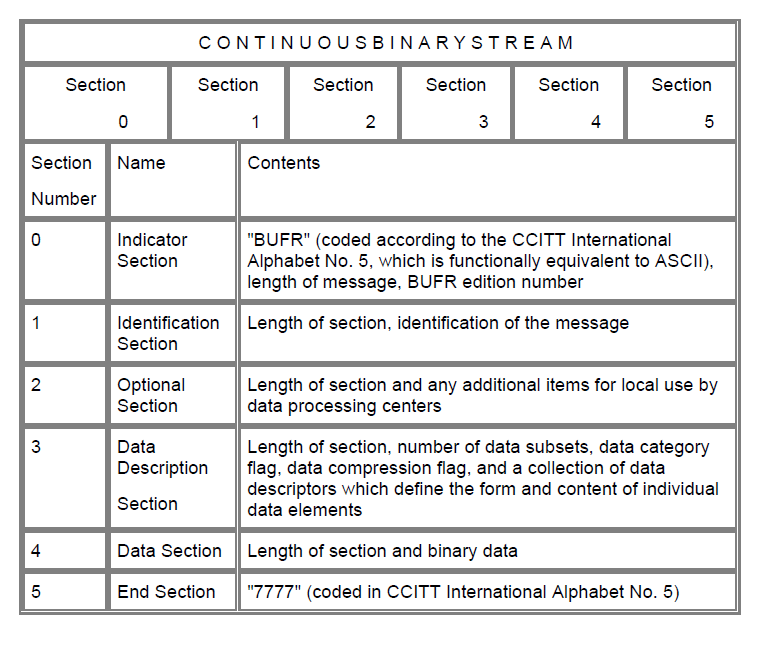 C O N T I N U O U S B I N A R Y S T R E A M
Section Section Section Section Section Section
0 1 2 3 4 5
Section Name Contents
Number
0 Indicator "BUFR" (coded according to the CCITT International
Section Alphabet No. 5, which is functionally equivalent to ASCII),
length of message, BUFR edition number
1 Identification Length of section, identification of the message
Section
2 Optional Length of section and any additional items for local use by
Section data processing centers
3 Data Length of section, number of data subsets, data category
Description flag, data compression flag, and a collection of data
descriptors which define the form and content of individual
Section data elements
4 Data Section Length of section and binary data
5 End Section "7777" (coded in CCITT International Alphabet No. 5)